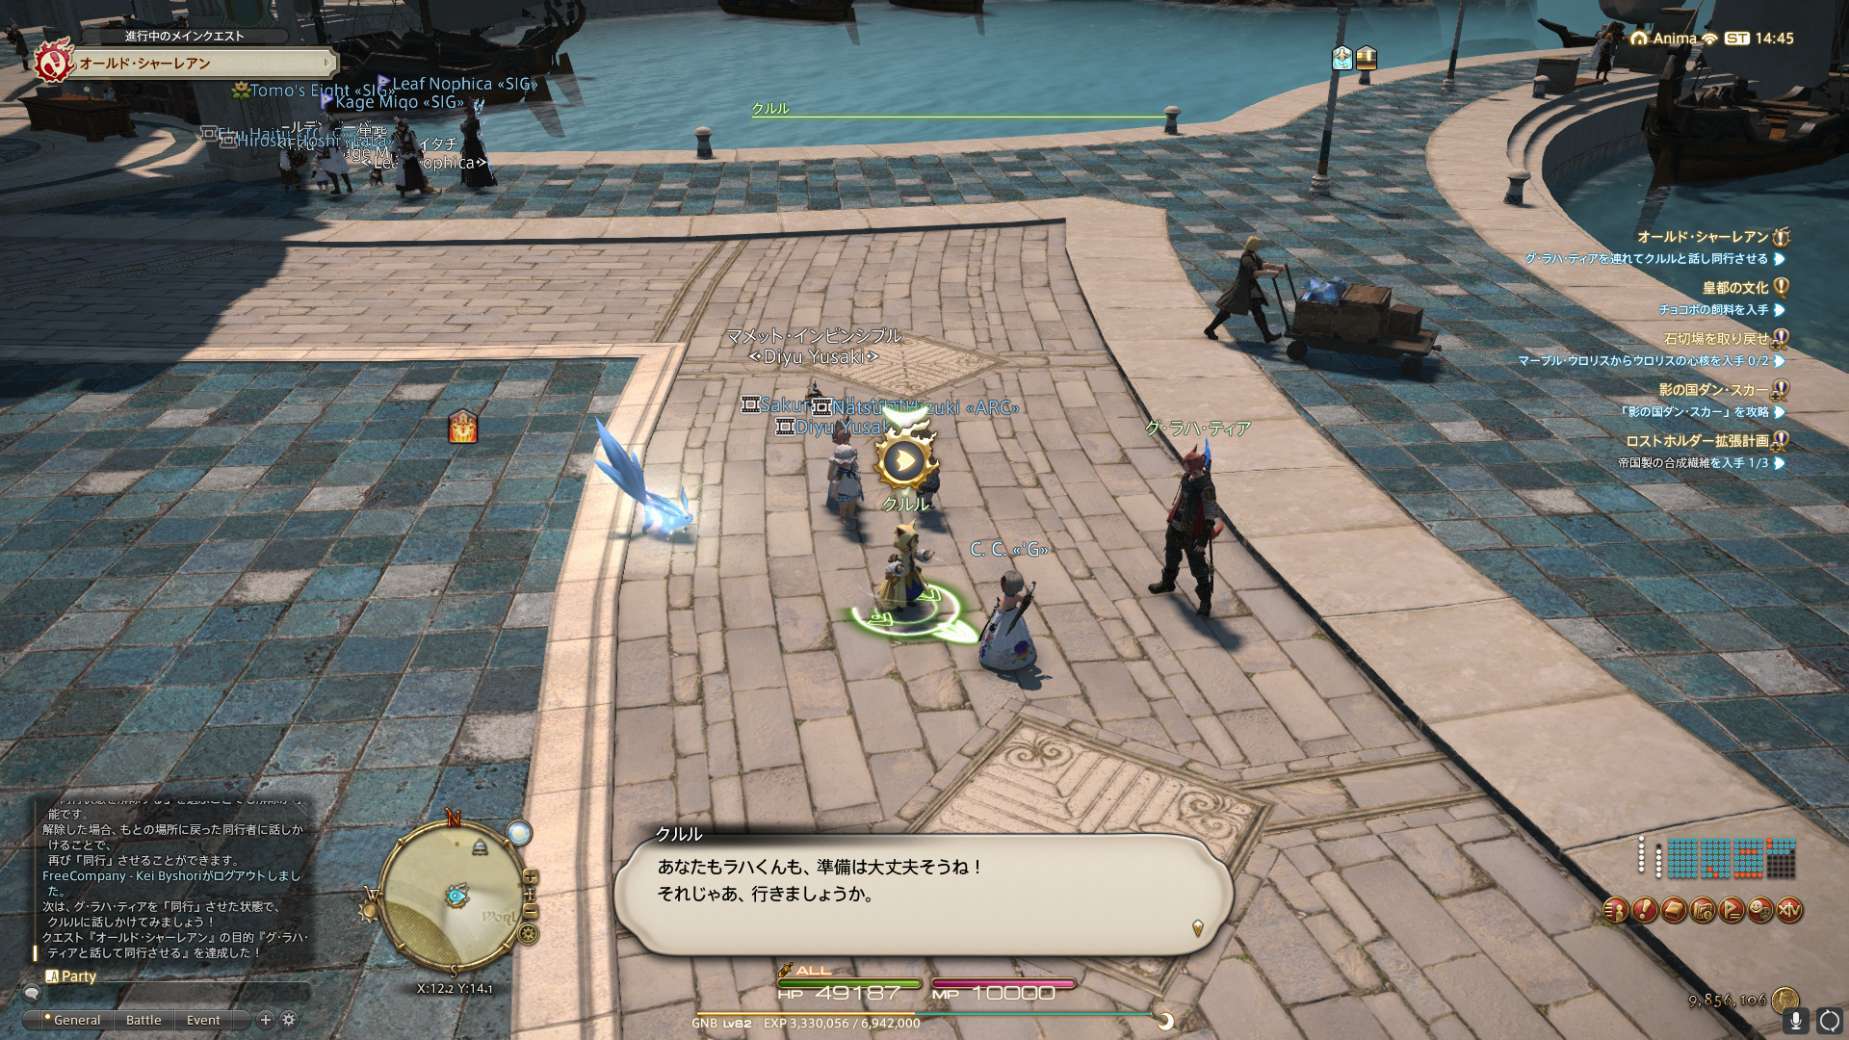 進行中のメインクエスト
オールド・シャーレアン
Leaf Nophica «SIG»
Tomo's Eight «SIG»
Kage Miqo «SIG»
イタチ
クルル
Anima ST 14:45
オールド・シャーレアン
グ・ラハ・ティアを連れてクルルと話し同行させる
皇都の文化
チョコボの飼料を入手
石切場を取り戻せ
マーブル・ウロリスからウロリスの心核を入手 0/2
影の国ダン・スカー
「影の国ダン・スカー」を攻略
ロストホルダー拡張計画
帝国製の合成繊維を入手 1/3
マメット・インビンシブル
Diyu Yusaki
«ARC»
Diyu Yusaki
グ・ラハ・ティア
クルル
C. C. «'G»
能です。
解除した場合、もとの場所に戻った同行者に話しか
けることで、
再び「同行」させることができます。
FreeCompany - Kei Byshoriがログアウトしまし
た。
次は、グ・ラハ・ティアを「同行」させた状態で、
クルルに話しかけてみましょう！
クエスト『オールド・シャーレアン』の目的『グ・ラハ・
ティアと話して同行させる』を達成した！
Party
General Battle Event
N
S
X:12.2 Y:14.1
クルル
あなたもラハくんも、準備は大丈夫そうね！
それじゃあ、行きましょうか。
ALL
HP 49187 MP 10000
GNB Lv82 EXP 3,330,056 / 6,942,000
XIV
9,856,106